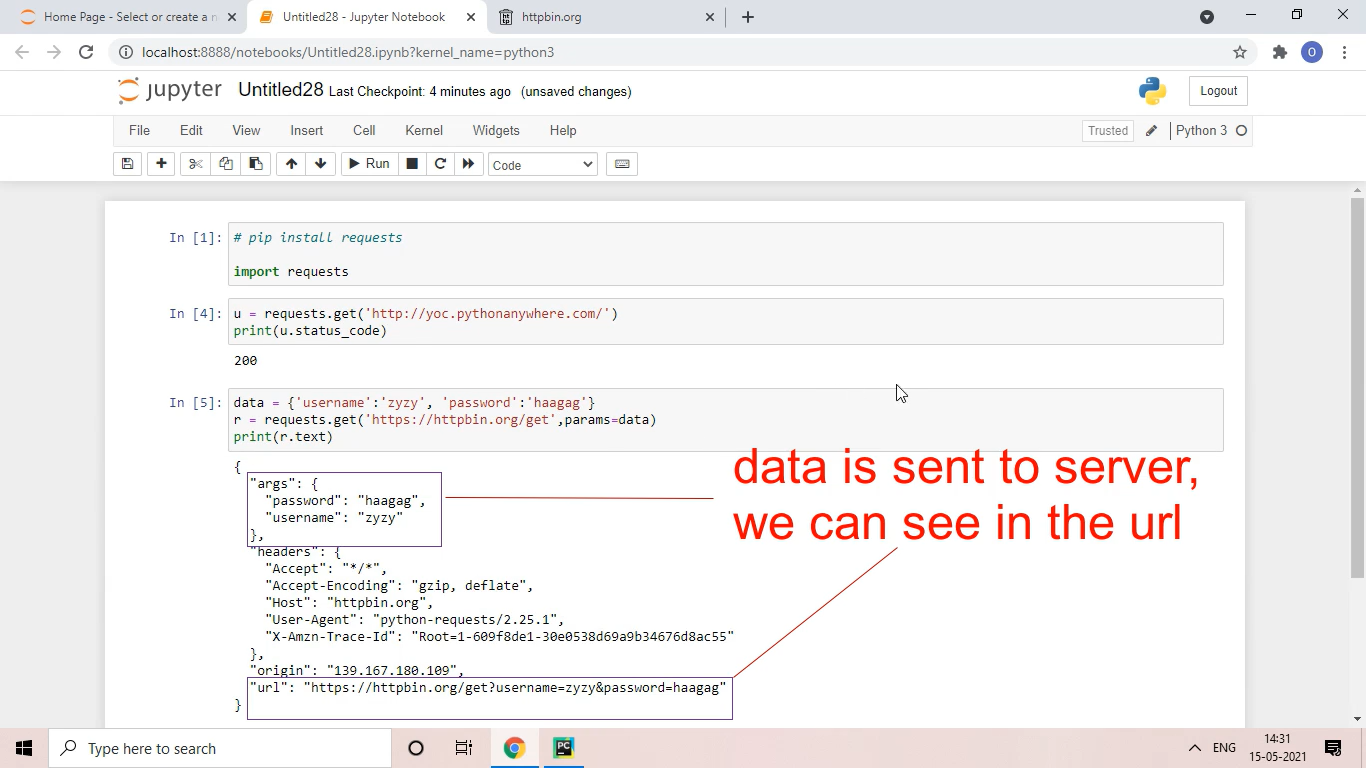 Home Page - Select or create a n
Untitled28 - Jupyter Notebook
httpbin.org
localhost:8888/notebooks/Untitled28.ipynb?kernel_name=python3
O
jupyter Untitled28 Last Checkpoint: 4 minutes ago (unsaved changes)
Logout
File Edit View Insert Cell Kernel Widgets Help
Trusted
Python 3
Run
Code
In [1]: # pip install requests
import requests
In [4]: u = requests.get('http://yoc.pythonanywhere.com/')
print(u.status_code)
200
In [5]: data = {'username':'zyzy', 'password':'haagag'}
r = requests.get('https://httpbin.org/get',params=data)
print(r.text)
{
"args": {
"password": "haagag",
"username": "zyzy"
},
"headers": {
"Accept": "*/*",
"Accept-Encoding": "gzip, deflate",
"Host": "httpbin.org",
"User-Agent": "python-requests/2.25.1",
"X-Amzn-Trace-Id": "Root=1-609f8de1-30e0538d69a9b34676d8ac55"
},
"origin": "139.167.180.109",
"url": "https://httpbin.org/get?username=zyzy&password=haagag"
}
data is sent to server,
we can see in the url
Type here to search
PC
ENG
14:31
15-05-2021